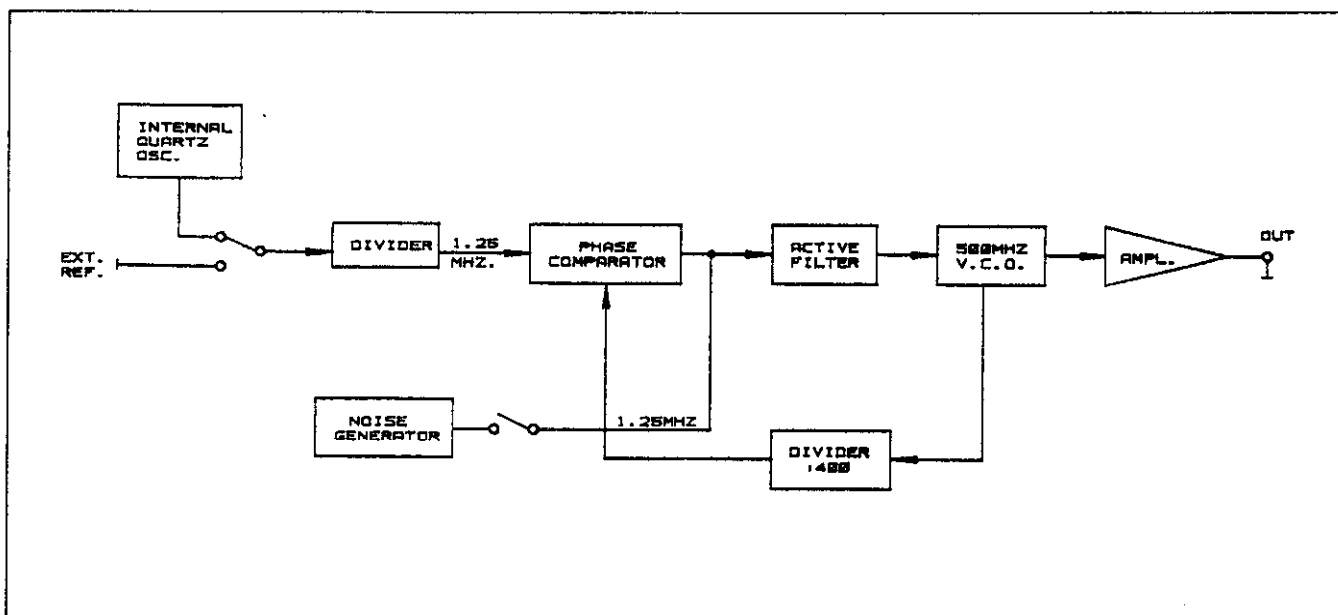 INTERNAL
QUARTZ
OSC.
EXT.
REF.
DIVIDER
1.25
MHZ.
PHASE
COMPARATOR
ACTIVE
FILTER
500MHZ
V.C.O.
AMPL.
OUT
NOISE
GENERATOR
1.25MHZ
DIVIDER
:400